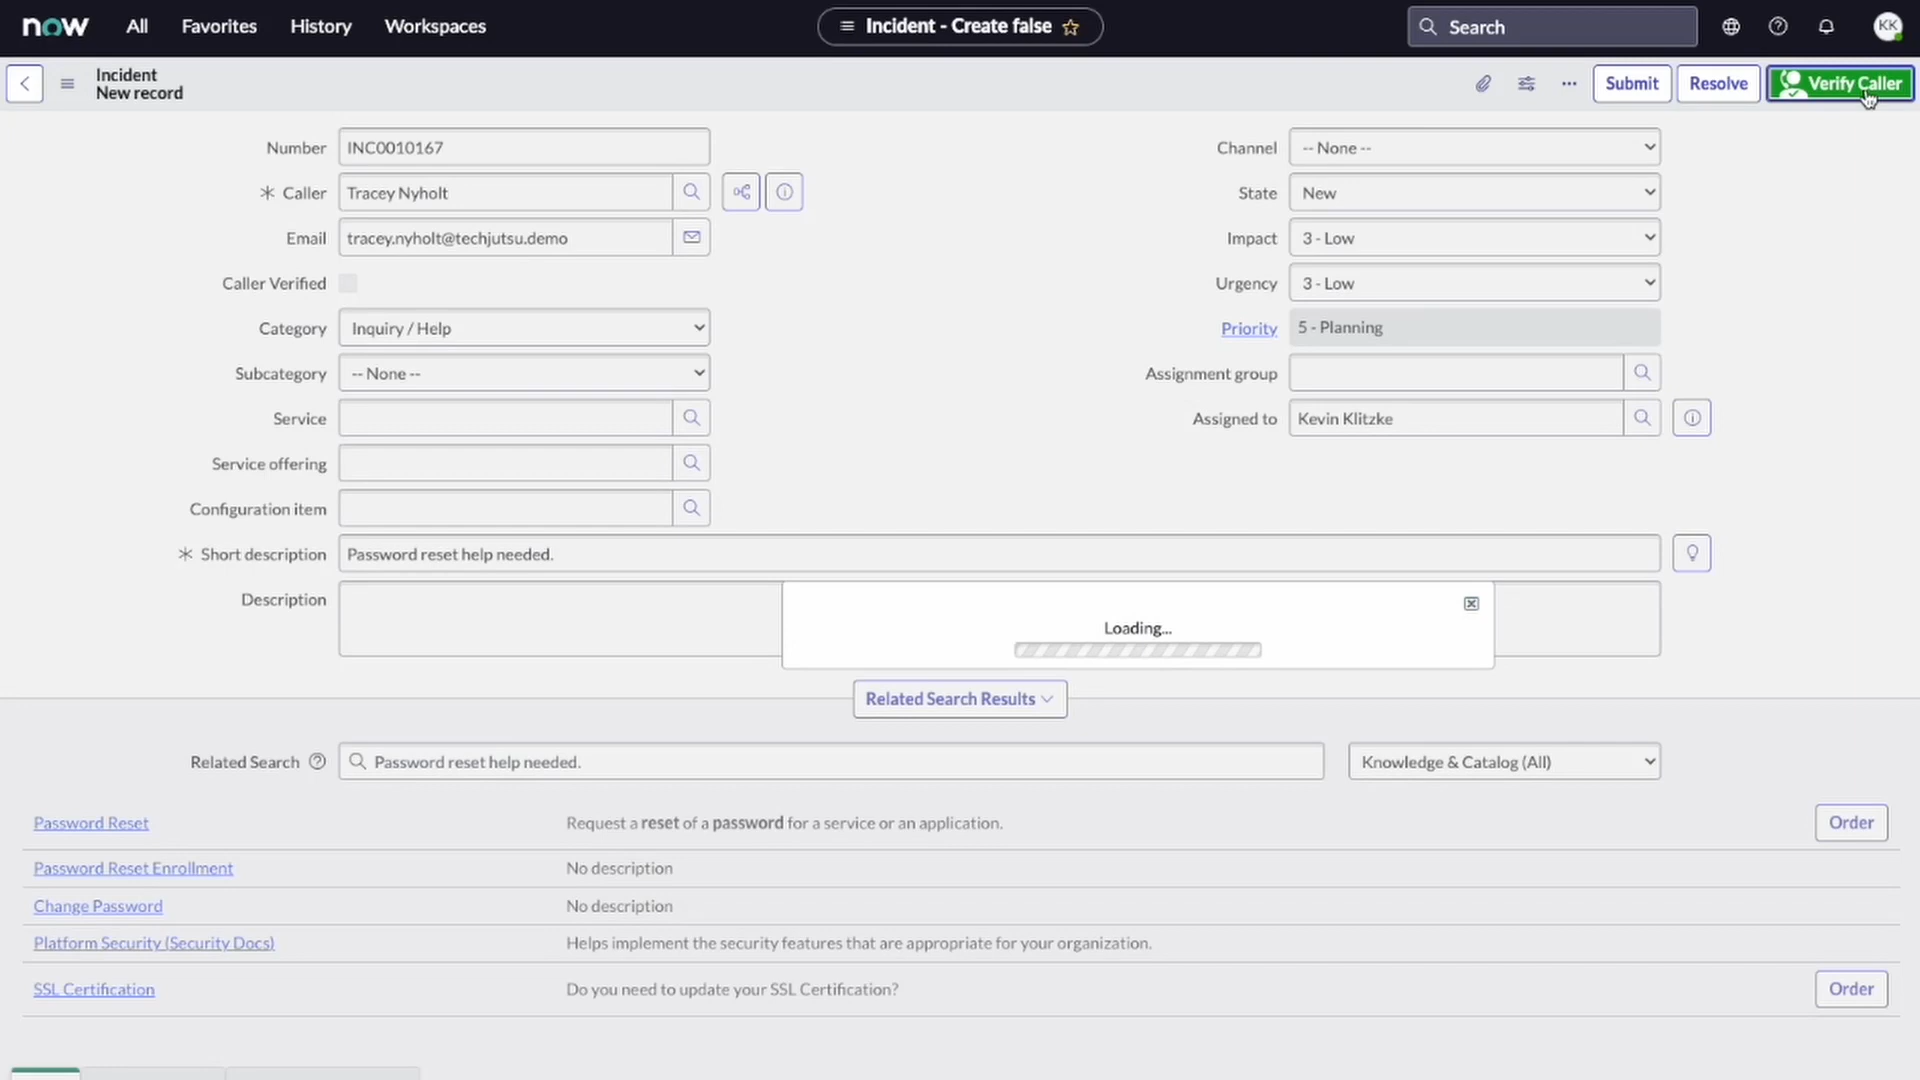 now All Favorites History Workspaces Incident - Create false Search KK
Incident
New record
Submit Resolve Verify Caller
Number INC0010167 Channel -- None --
* Caller Tracey Nyholt State New
Email tracey.nyholt@techjutsu.demo Impact 3 - Low
Caller Verified Urgency 3 - Low
Category Inquiry / Help Priority 5 - Planning
Subcategory -- None -- Assignment group
Service Assigned to Kevin Klitzke
Service offering
Configuration item
* Short description Password reset help needed.
Description
Loading...
Related Search Results
Related Search Password reset help needed. Knowledge & Catalog (All)
Password Reset Request a reset of a password for a service or an application. Order
Password Reset Enrollment No description
Change Password No description
Platform Security (Security Docs) Helps implement the security features that are appropriate for your organization.
SSL Certification Do you need to update your SSL Certification? Order